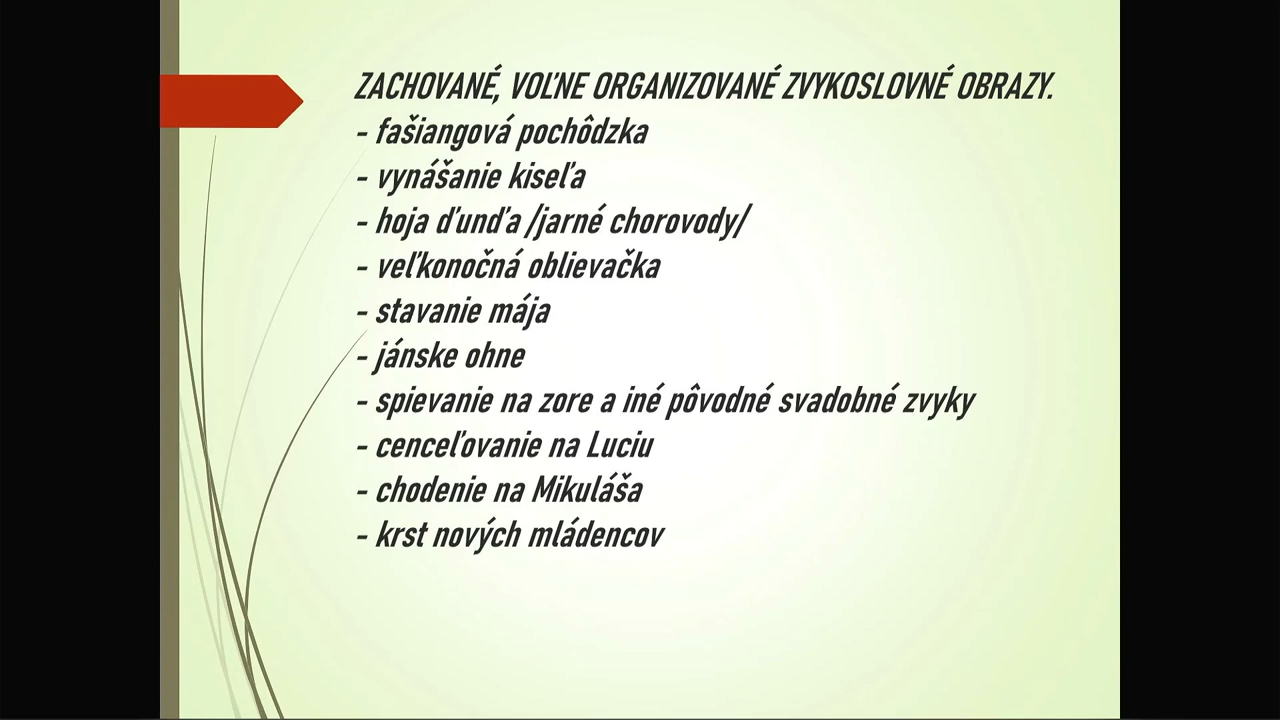 ZACHOVANÉ, VOĽNE ORGANIZOVANÉ ZVYKOSLOVNÉ OBRAZY.
- fašiangová pochôdzka
- vynášanie kiseľa
- hoja ďunďa /jarné chorovody/
- veľkonočná oblievačka
- stavanie mája
- jánske ohne
- spievanie na zore a iné pôvodné svadobné zvyky
- cenceľovanie na Luciu
- chodenie na Mikuláša
- krst nových mládencov